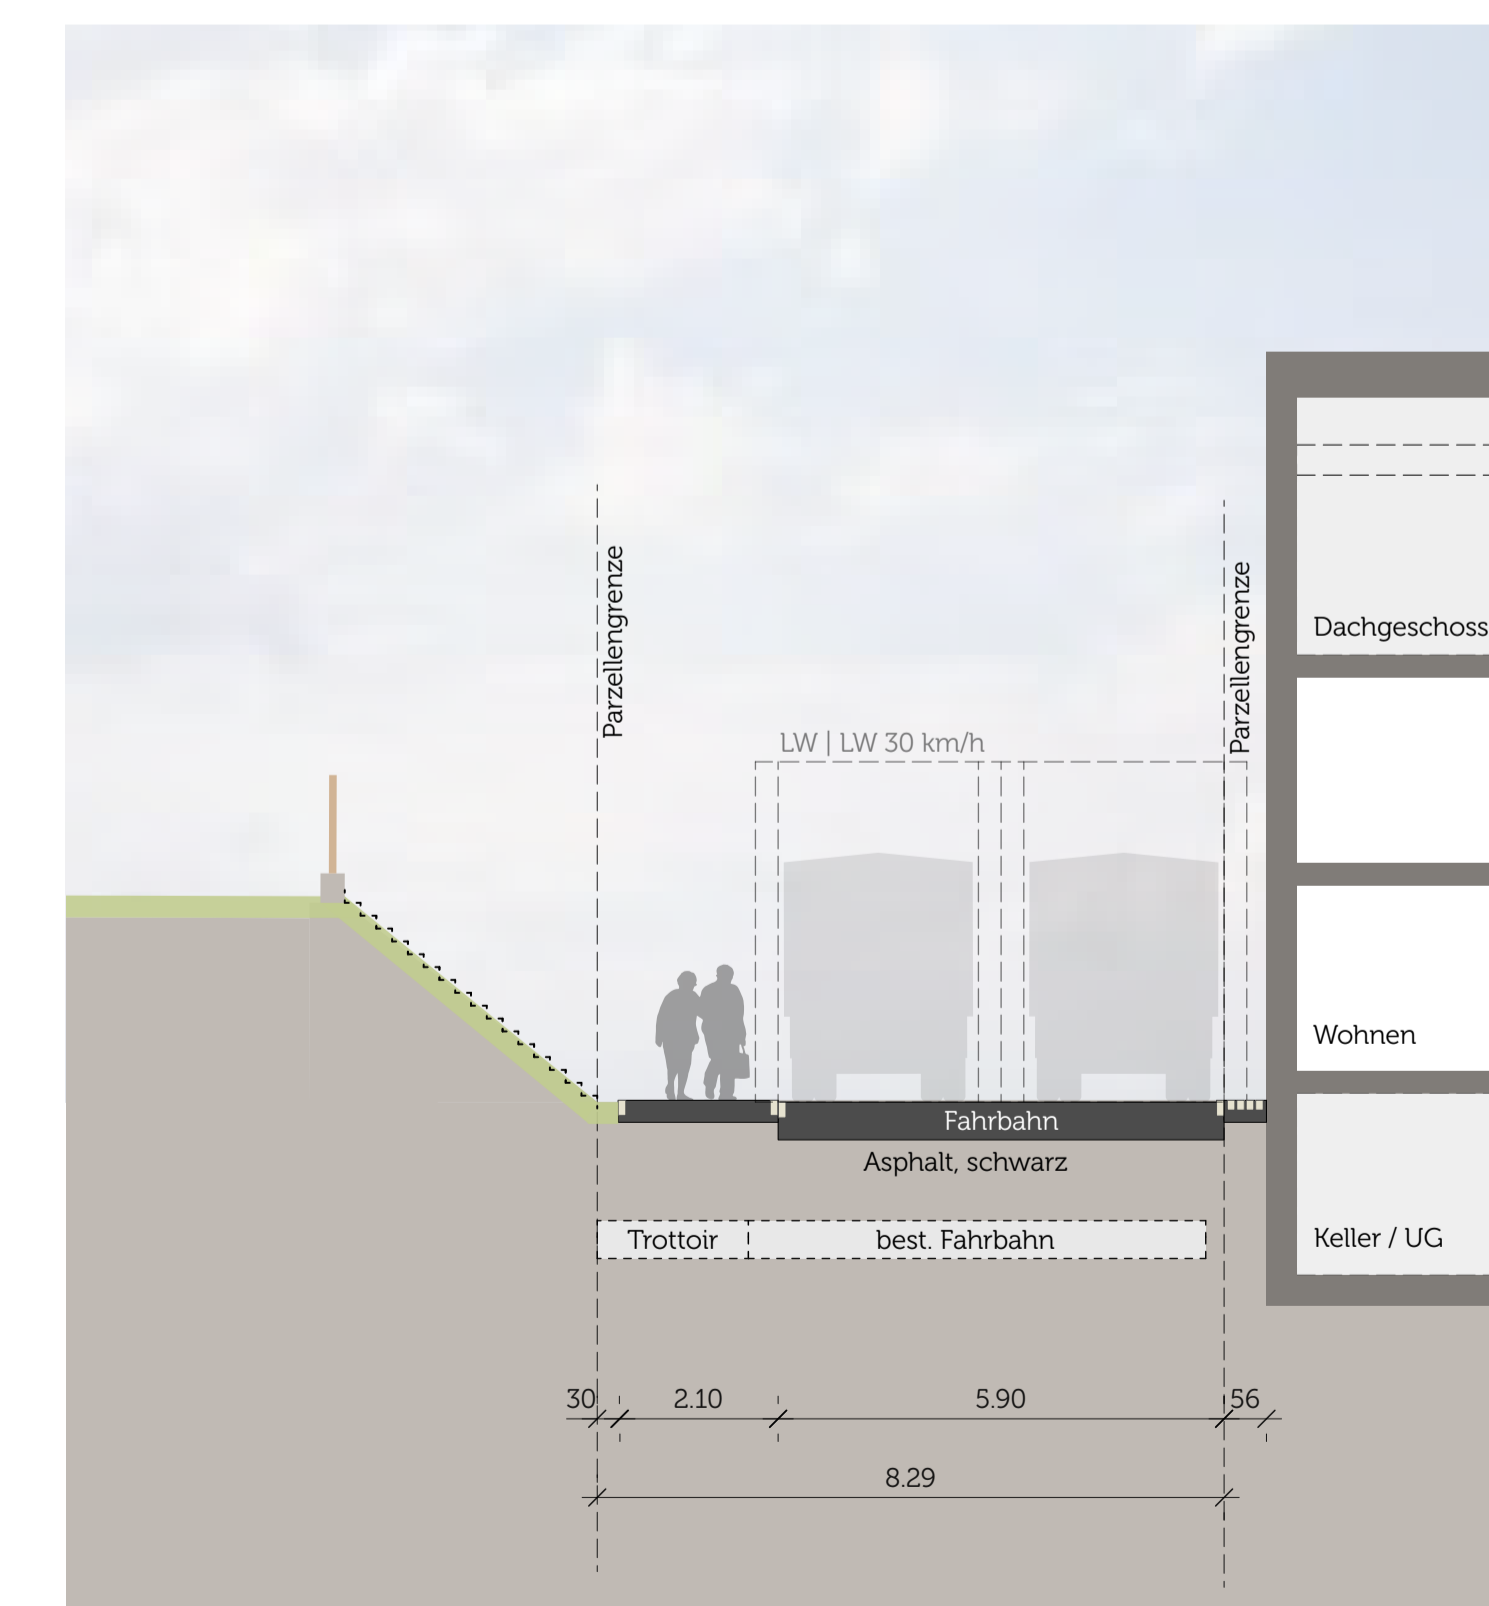 Parzellengrenze
Parzellengrenze
Dachgeschoss
LW | LW 30 km/h
Wohnen
Fahrbahn
Asphalt, schwarz
Trottoir
best. Fahrbahn
Keller / UG
30
2.10
5.90
56
8.29